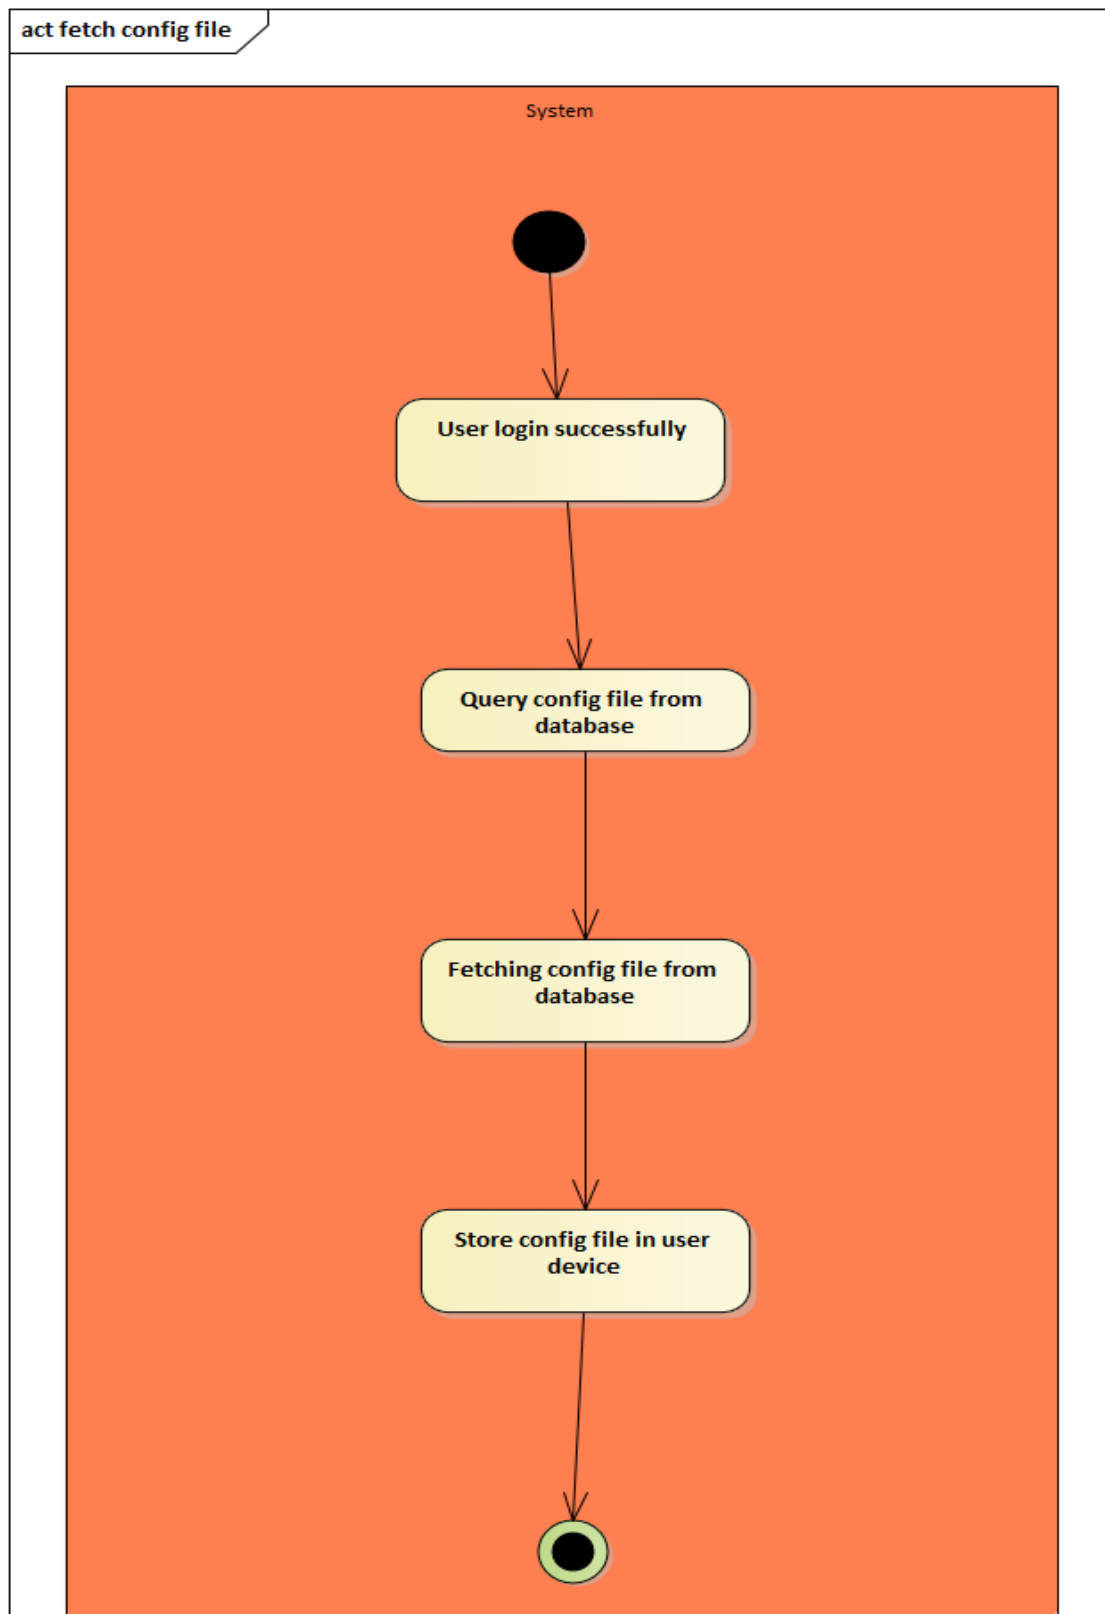 act fetch config file
System
User login successfully
Query config file from
database
Fetching config file from
database
Store config file in user
device